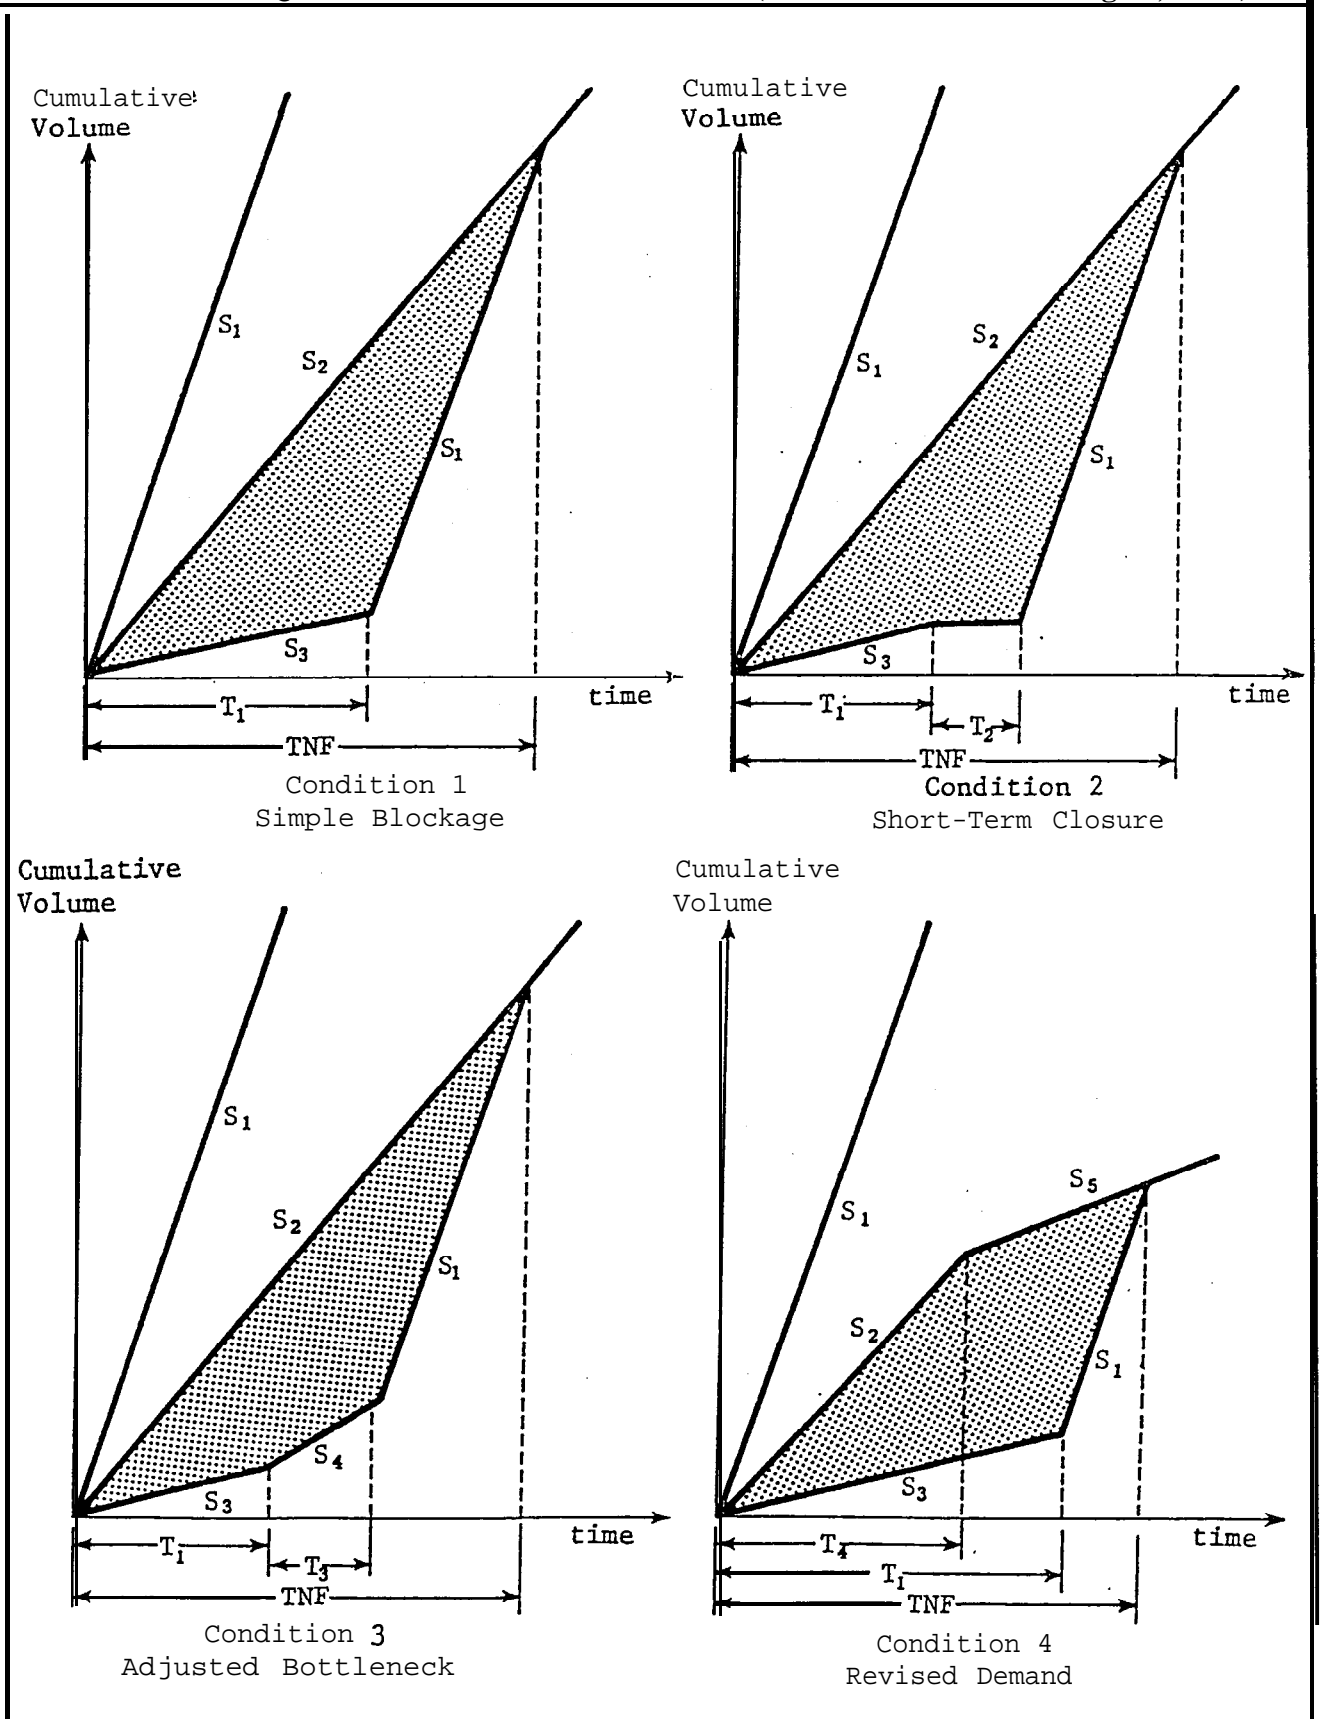 Cumulative
Volume
S1
S2
S1
S3
time
T1
TNF
Condition 1
Simple Blockage
Cumulative
Volume
S1
S2
S1
S3
time
T1
T2
TNF
Condition 2
Short-Term Closure
Cumulative
Volume
S1
S2
S1
S4
S3
time
T1
T3
TNF
Condition 3
Adjusted Bottleneck
Cumulative
Volume
S5
S1
S2
S1
S3
time
T4
T1
TNF
Condition 4
Revised Demand